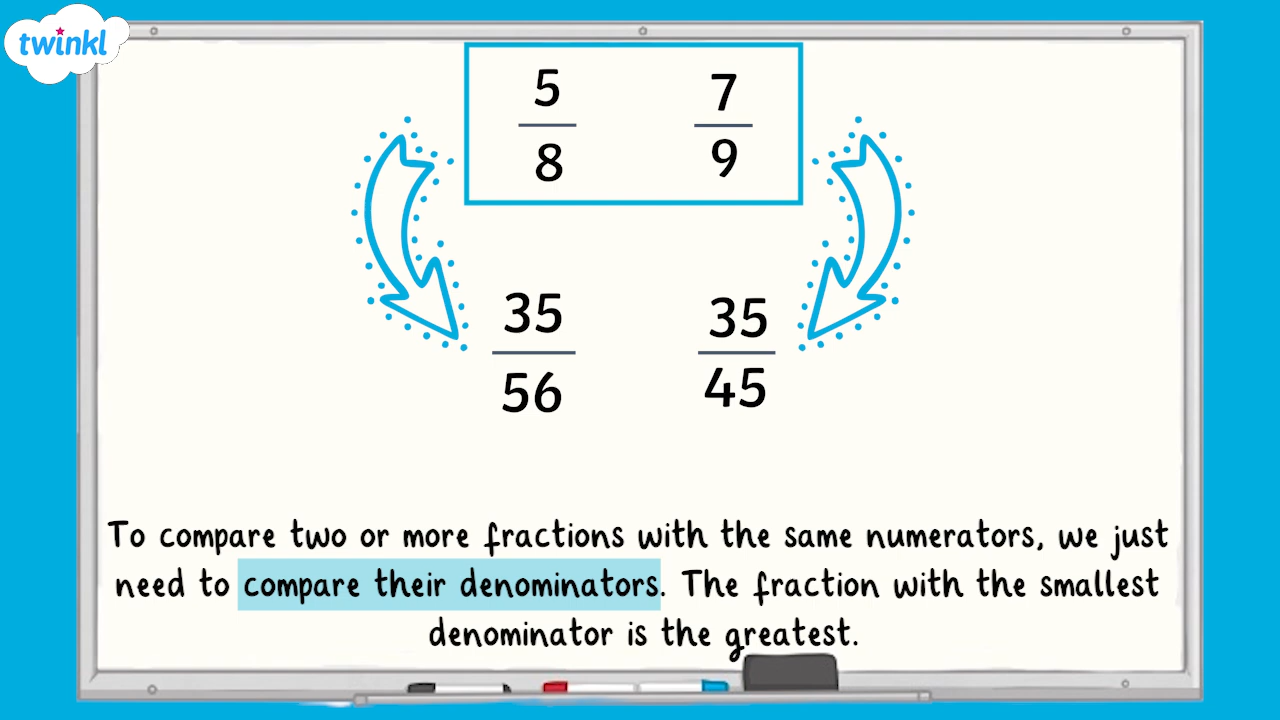 twinkl
5 7
8 9
35 35
56 45
To compare two or more fractions with the same numerators, we just
need to compare their denominators. The fraction with the smallest
denominator is the greatest.